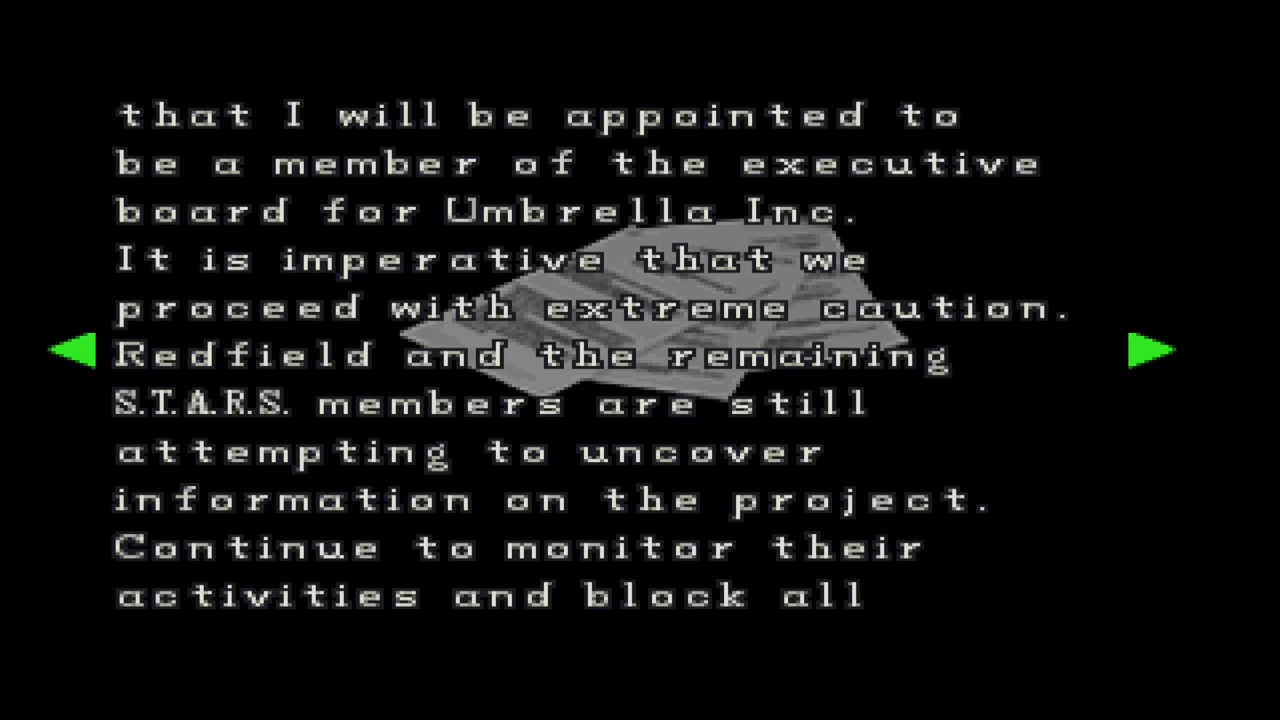 that I will be appointed to
be a member of the executive
board for Umbrella Inc.
It is imperative that we
proceed with extreme caution.
Redfield and the remaining
S.T.A.R.S. members are still
attempting to uncover
information on the project.
Continue to monitor their
activities and block all